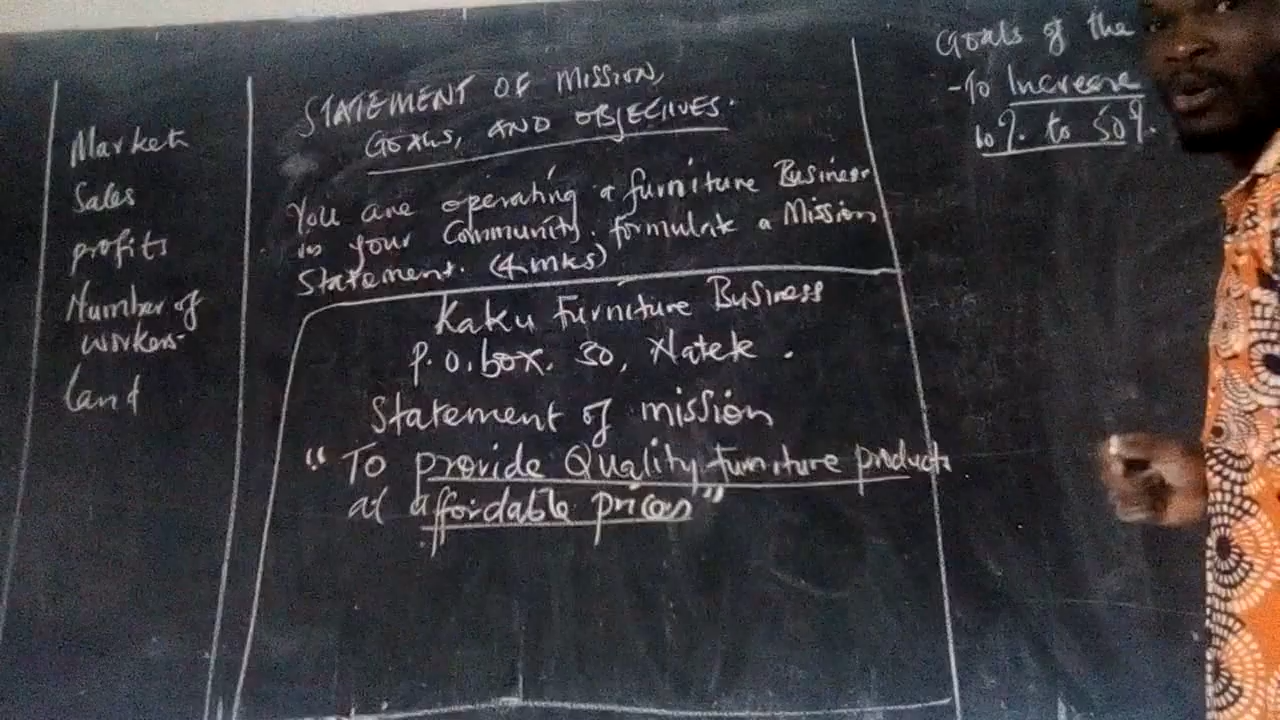 Market
Sales
profits
Number of
workers
land
STATEMENT OF MISSION,
GOALS, AND OBJECTIVES.
You are operating a furniture Business
in your Community. formulate a Mission
Statement. (4mks)
Kaku Furniture Business
P.O.box. 30,
Statement of mission
"To provide Quality furniture products
at affordable prices"
Goals of the
-To Increase
% to 50%.